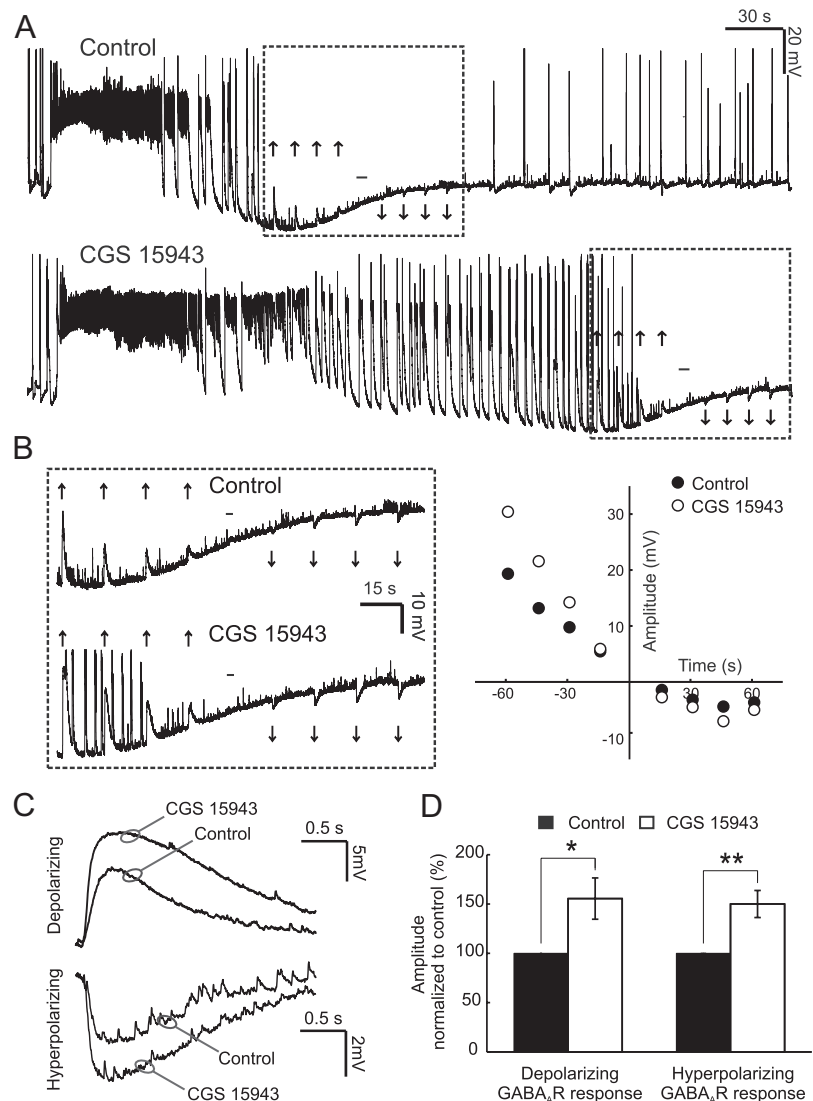 A
Control
30 s
20 mV
CGS 15943
B
Control
15 s
10 mV
CGS 15943
Control
CGS 15943
30
20
10
-10
Amplitude (mV)
Time (s)
-60
-30
30
60
C
CGS 15943
Control
0.5 s
5mV
Depolarizing
0.5 s
2mV
Hyperpolarizing
Control
CGS 15943
D
Control
CGS 15943
200
150
100
50
0
Amplitude
normalized to control (%)
*
**
Depolarizing
GABAAR response
Hyperpolarizing
GABAAR response